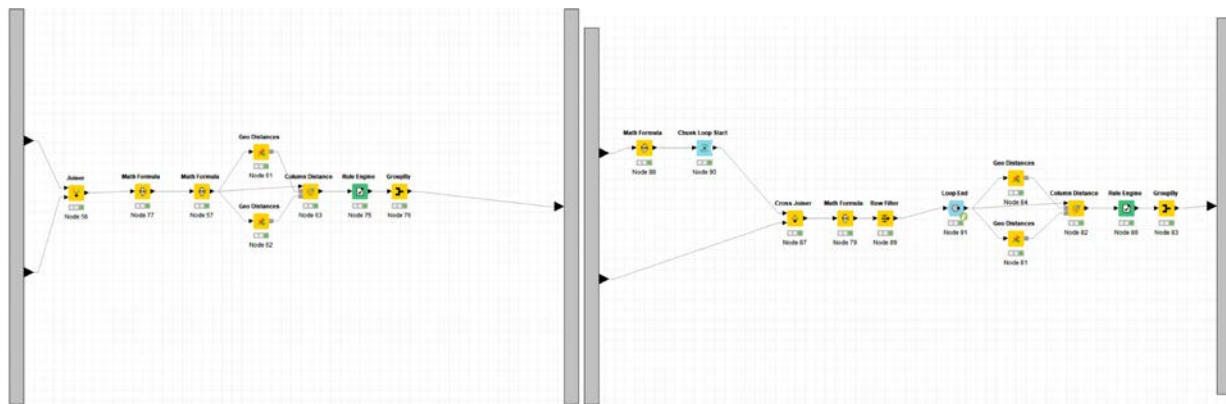 Geo Distances
Node 61
Joiner
Node 56
Math Formula
Node 77
Math Formula
Node 57
Column Distance
Node 63
Rule Engine
Node 75
GroupBy
Node 76
Geo Distances
Node 62
Math Formula
Node 88
Chunk Loop Start
Node 90
Cross Joiner
Node 87
Math Formula
Node 79
Row Filter
Node 89
Loop End
Node 91
Geo Distances
Node 84
Column Distance
Node 82
Rule Engine
Node 80
GroupBy
Node 83
Geo Distances
Node 81